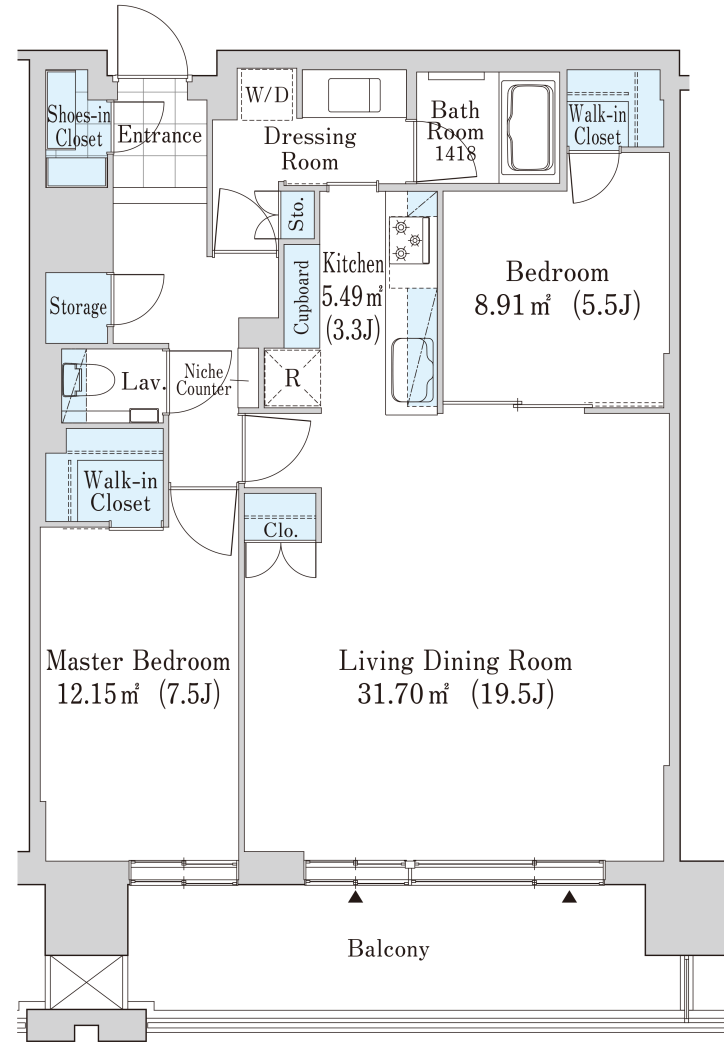 W/D
Shoes-in
Closet
Entrance
Dressing
Room
Bath
Room
1418
Walk-in
Closet
Sto.
Cupboard
Kitchen
5.49㎡
(3.3J)
Bedroom
8.91㎡ (5.5J)
Storage
Lav.
Niche
Counter
R
Walk-in
Closet
Clo.
Master Bedroom
12.15㎡ (7.5J)
Living Dining Room
31.70㎡ (19.5J)
Balcony